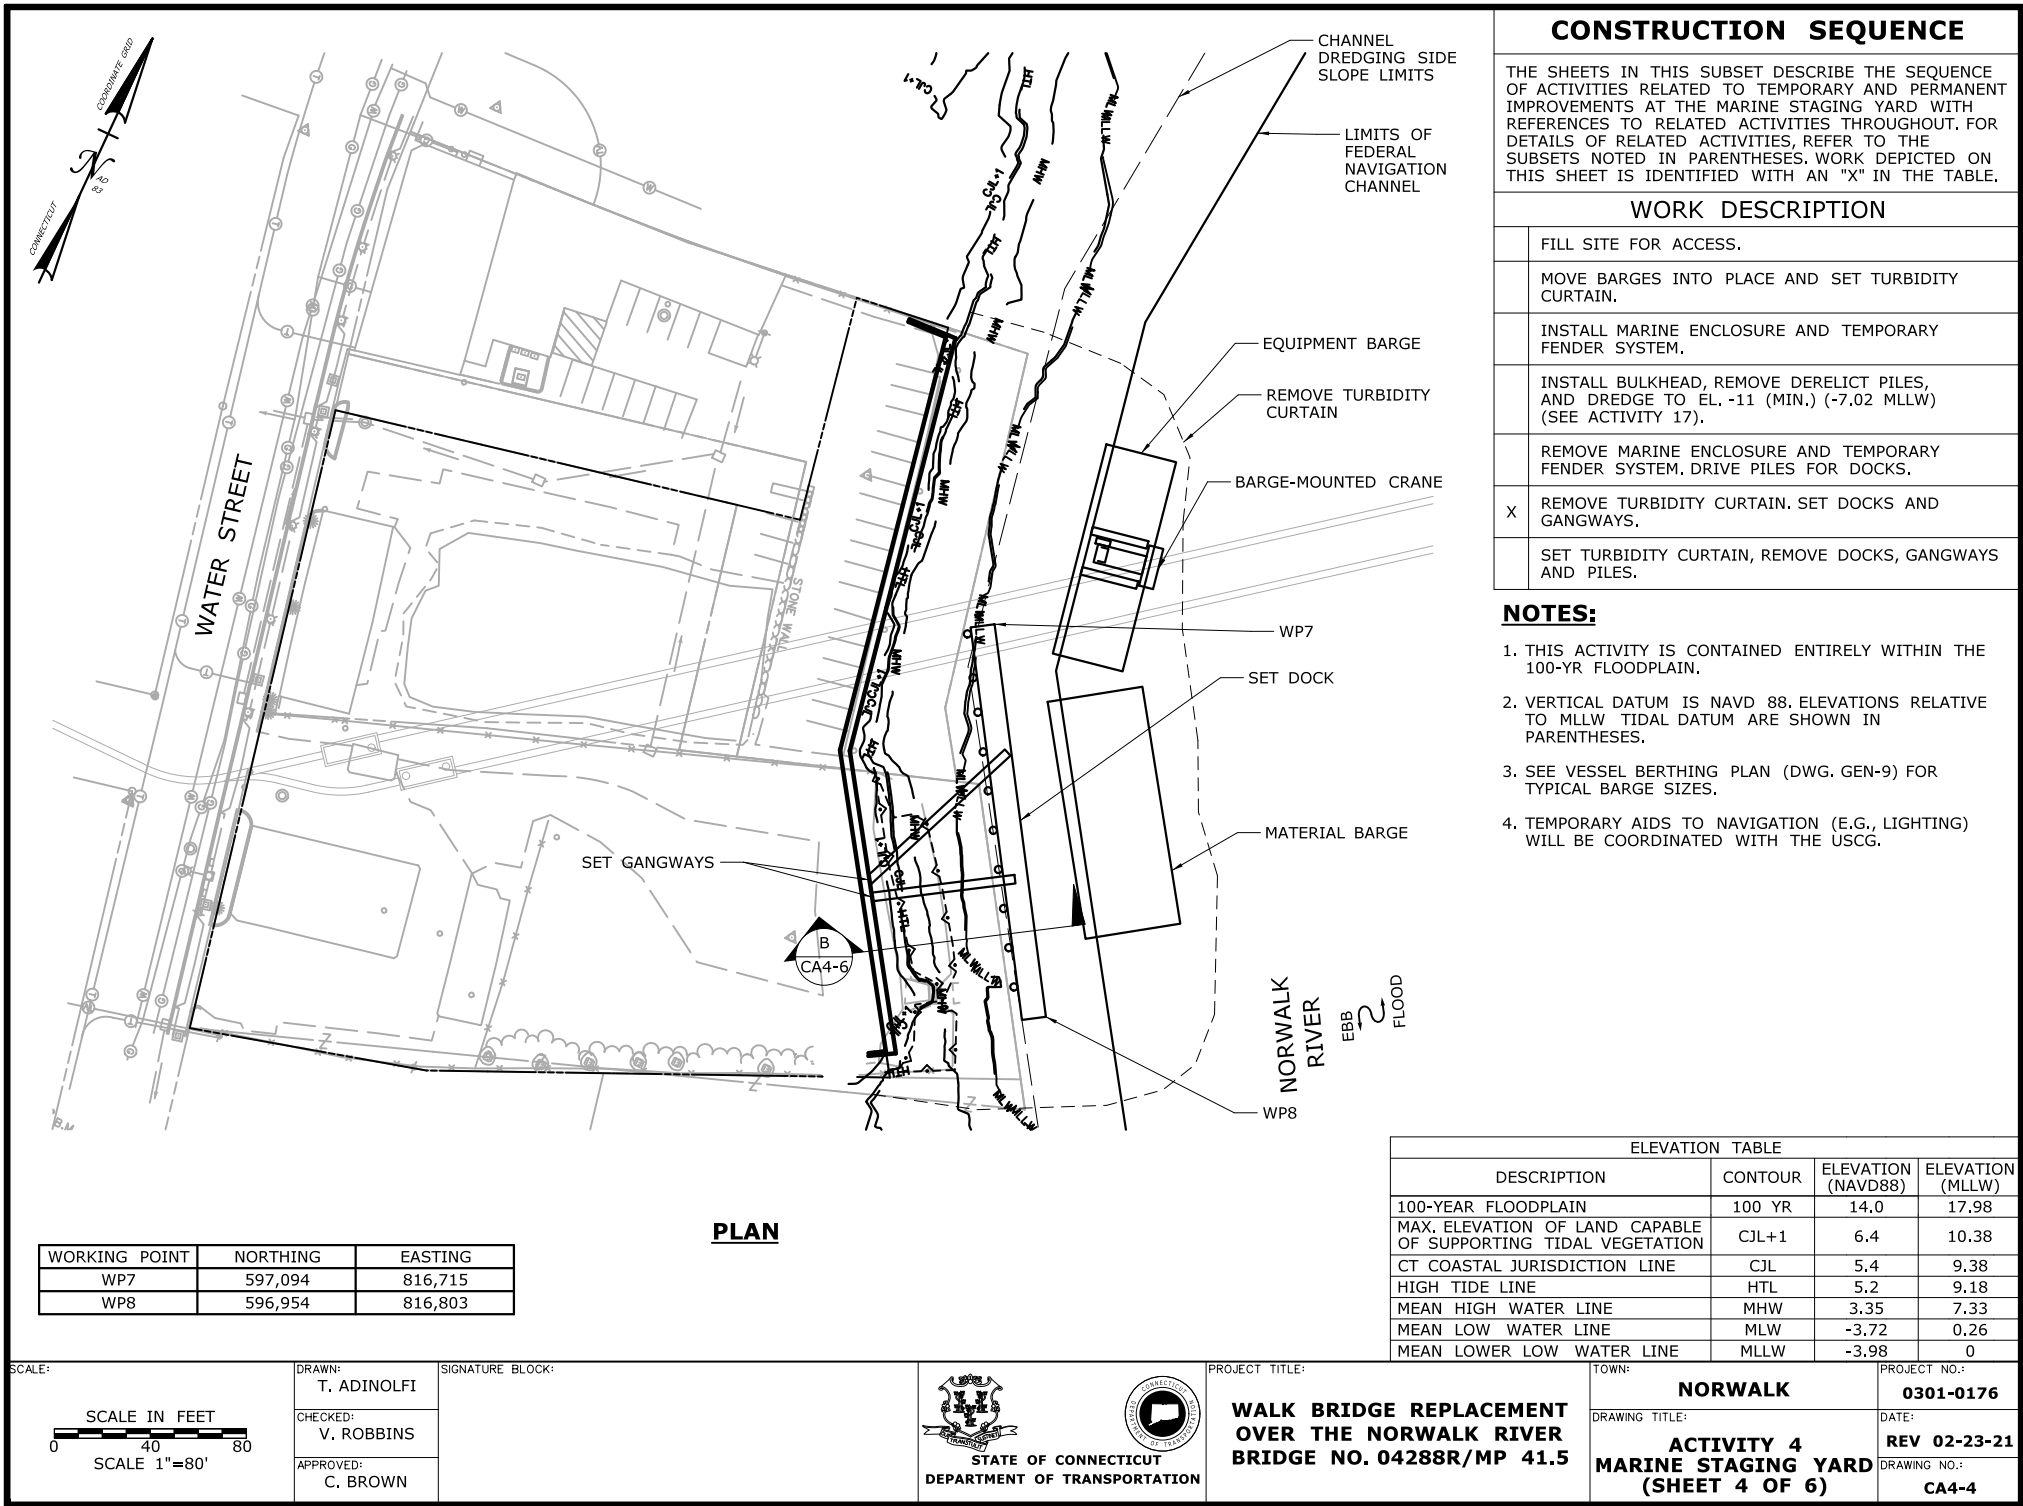 CONSTRUCTION SEQUENCE
THE SHEETS IN THIS SUBSET DESCRIBE THE SEQUENCE
OF ACTIVITIES RELATED TO TEMPORARY AND PERMANENT
IMPROVEMENTS AT THE MARINE STAGING YARD WITH
REFERENCES TO RELATED ACTIVITIES THROUGHOUT. FOR
DETAILS OF RELATED ACTIVITIES, REFER TO THE
SUBSETS NOTED IN PARENTHESES. WORK DEPICTED ON
THIS SHEET IS IDENTIFIED WITH AN "X" IN THE TABLE.
WORK DESCRIPTION
FILL SITE FOR ACCESS.
MOVE BARGES INTO PLACE AND SET TURBIDITY
CURTAIN.
INSTALL MARINE ENCLOSURE AND TEMPORARY
FENDER SYSTEM.
INSTALL BULKHEAD, REMOVE DERELICT PILES,
AND DREDGE TO EL. -11 (MIN.) (-7.02 MLLW)
(SEE ACTIVITY 17).
REMOVE MARINE ENCLOSURE AND TEMPORARY
FENDER SYSTEM. DRIVE PILES FOR DOCKS.
X REMOVE TURBIDITY CURTAIN. SET DOCKS AND
GANGWAYS.
SET TURBIDITY CURTAIN, REMOVE DOCKS, GANGWAYS
AND PILES.
NOTES:
1. THIS ACTIVITY IS CONTAINED ENTIRELY WITHIN THE
100-YR FLOODPLAIN.
2. VERTICAL DATUM IS NAVD 88. ELEVATIONS RELATIVE
TO MLLW TIDAL DATUM ARE SHOWN IN
PARENTHESES.
3. SEE VESSEL BERTHING PLAN (DWG. GEN-9) FOR
TYPICAL BARGE SIZES.
4. TEMPORARY AIDS TO NAVIGATION (E.G., LIGHTING)
WILL BE COORDINATED WITH THE USCG.
CONNECTICUT
COORDINATE GRID
N
AD
83
CHANNEL
DREDGING SIDE
SLOPE LIMITS
LIMITS OF
FEDERAL
NAVIGATION
CHANNEL
EQUIPMENT BARGE
REMOVE TURBIDITY
CURTAIN
BARGE-MOUNTED CRANE
WP7
SET DOCK
MATERIAL BARGE
WP8
SET GANGWAYS
B
CA4-6
WATER STREET
STONE WALL
NORWALK
RIVER
EBB
FLOOD
CJL+1
HTL
MHW
CJL
MLW
MLLW
B.M.
PLAN
WORKING POINT NORTHING EASTING
WP7 597,094 816,715
WP8 596,954 816,803
ELEVATION TABLE
DESCRIPTION CONTOUR ELEVATION (NAVD88) ELEVATION (MLLW)
100-YEAR FLOODPLAIN 100 YR 14.0 17.98
MAX. ELEVATION OF LAND CAPABLE
OF SUPPORTING TIDAL VEGETATION CJL+1 6.4 10.38
CT COASTAL JURISDICTION LINE CJL 5.4 9.38
HIGH TIDE LINE HTL 5.2 9.18
MEAN HIGH WATER LINE MHW 3.35 7.33
MEAN LOW WATER LINE MLW -3.72 0.26
MEAN LOWER LOW WATER LINE MLLW -3.98 0
SCALE:
SCALE IN FEET
0 40 80
SCALE 1"=80'
DRAWN:
T. ADINOLFI
CHECKED:
V. ROBBINS
APPROVED:
C. BROWN
SIGNATURE BLOCK:
STATE OF CONNECTICUT
DEPARTMENT OF TRANSPORTATION
PROJECT TITLE:
WALK BRIDGE REPLACEMENT
OVER THE NORWALK RIVER
BRIDGE NO. 04288R/MP 41.5
TOWN:
NORWALK
DRAWING TITLE:
ACTIVITY 4
MARINE STAGING YARD
(SHEET 4 OF 6)
PROJECT NO.:
0301-0176
DATE:
REV 02-23-21
DRAWING NO.:
CA4-4